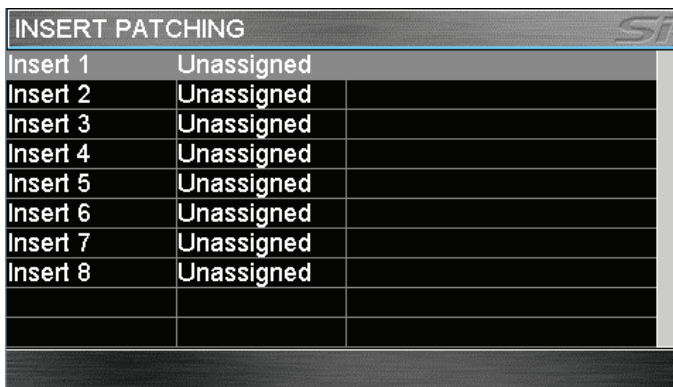 INSERT PATCHING
Si
Insert 1 Unassigned
Insert 2 Unassigned
Insert 3 Unassigned
Insert 4 Unassigned
Insert 5 Unassigned
Insert 6 Unassigned
Insert 7 Unassigned
Insert 8 Unassigned